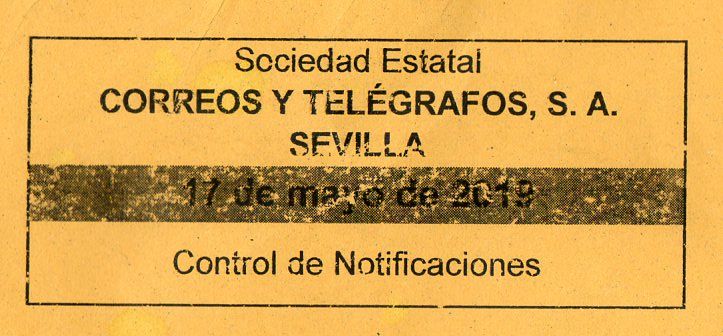 Sociedad Estatal
CORREOS Y TELÉGRAFOS, S. A.
SEVILLA
17 de mayo de 2019
Control de Notificaciones